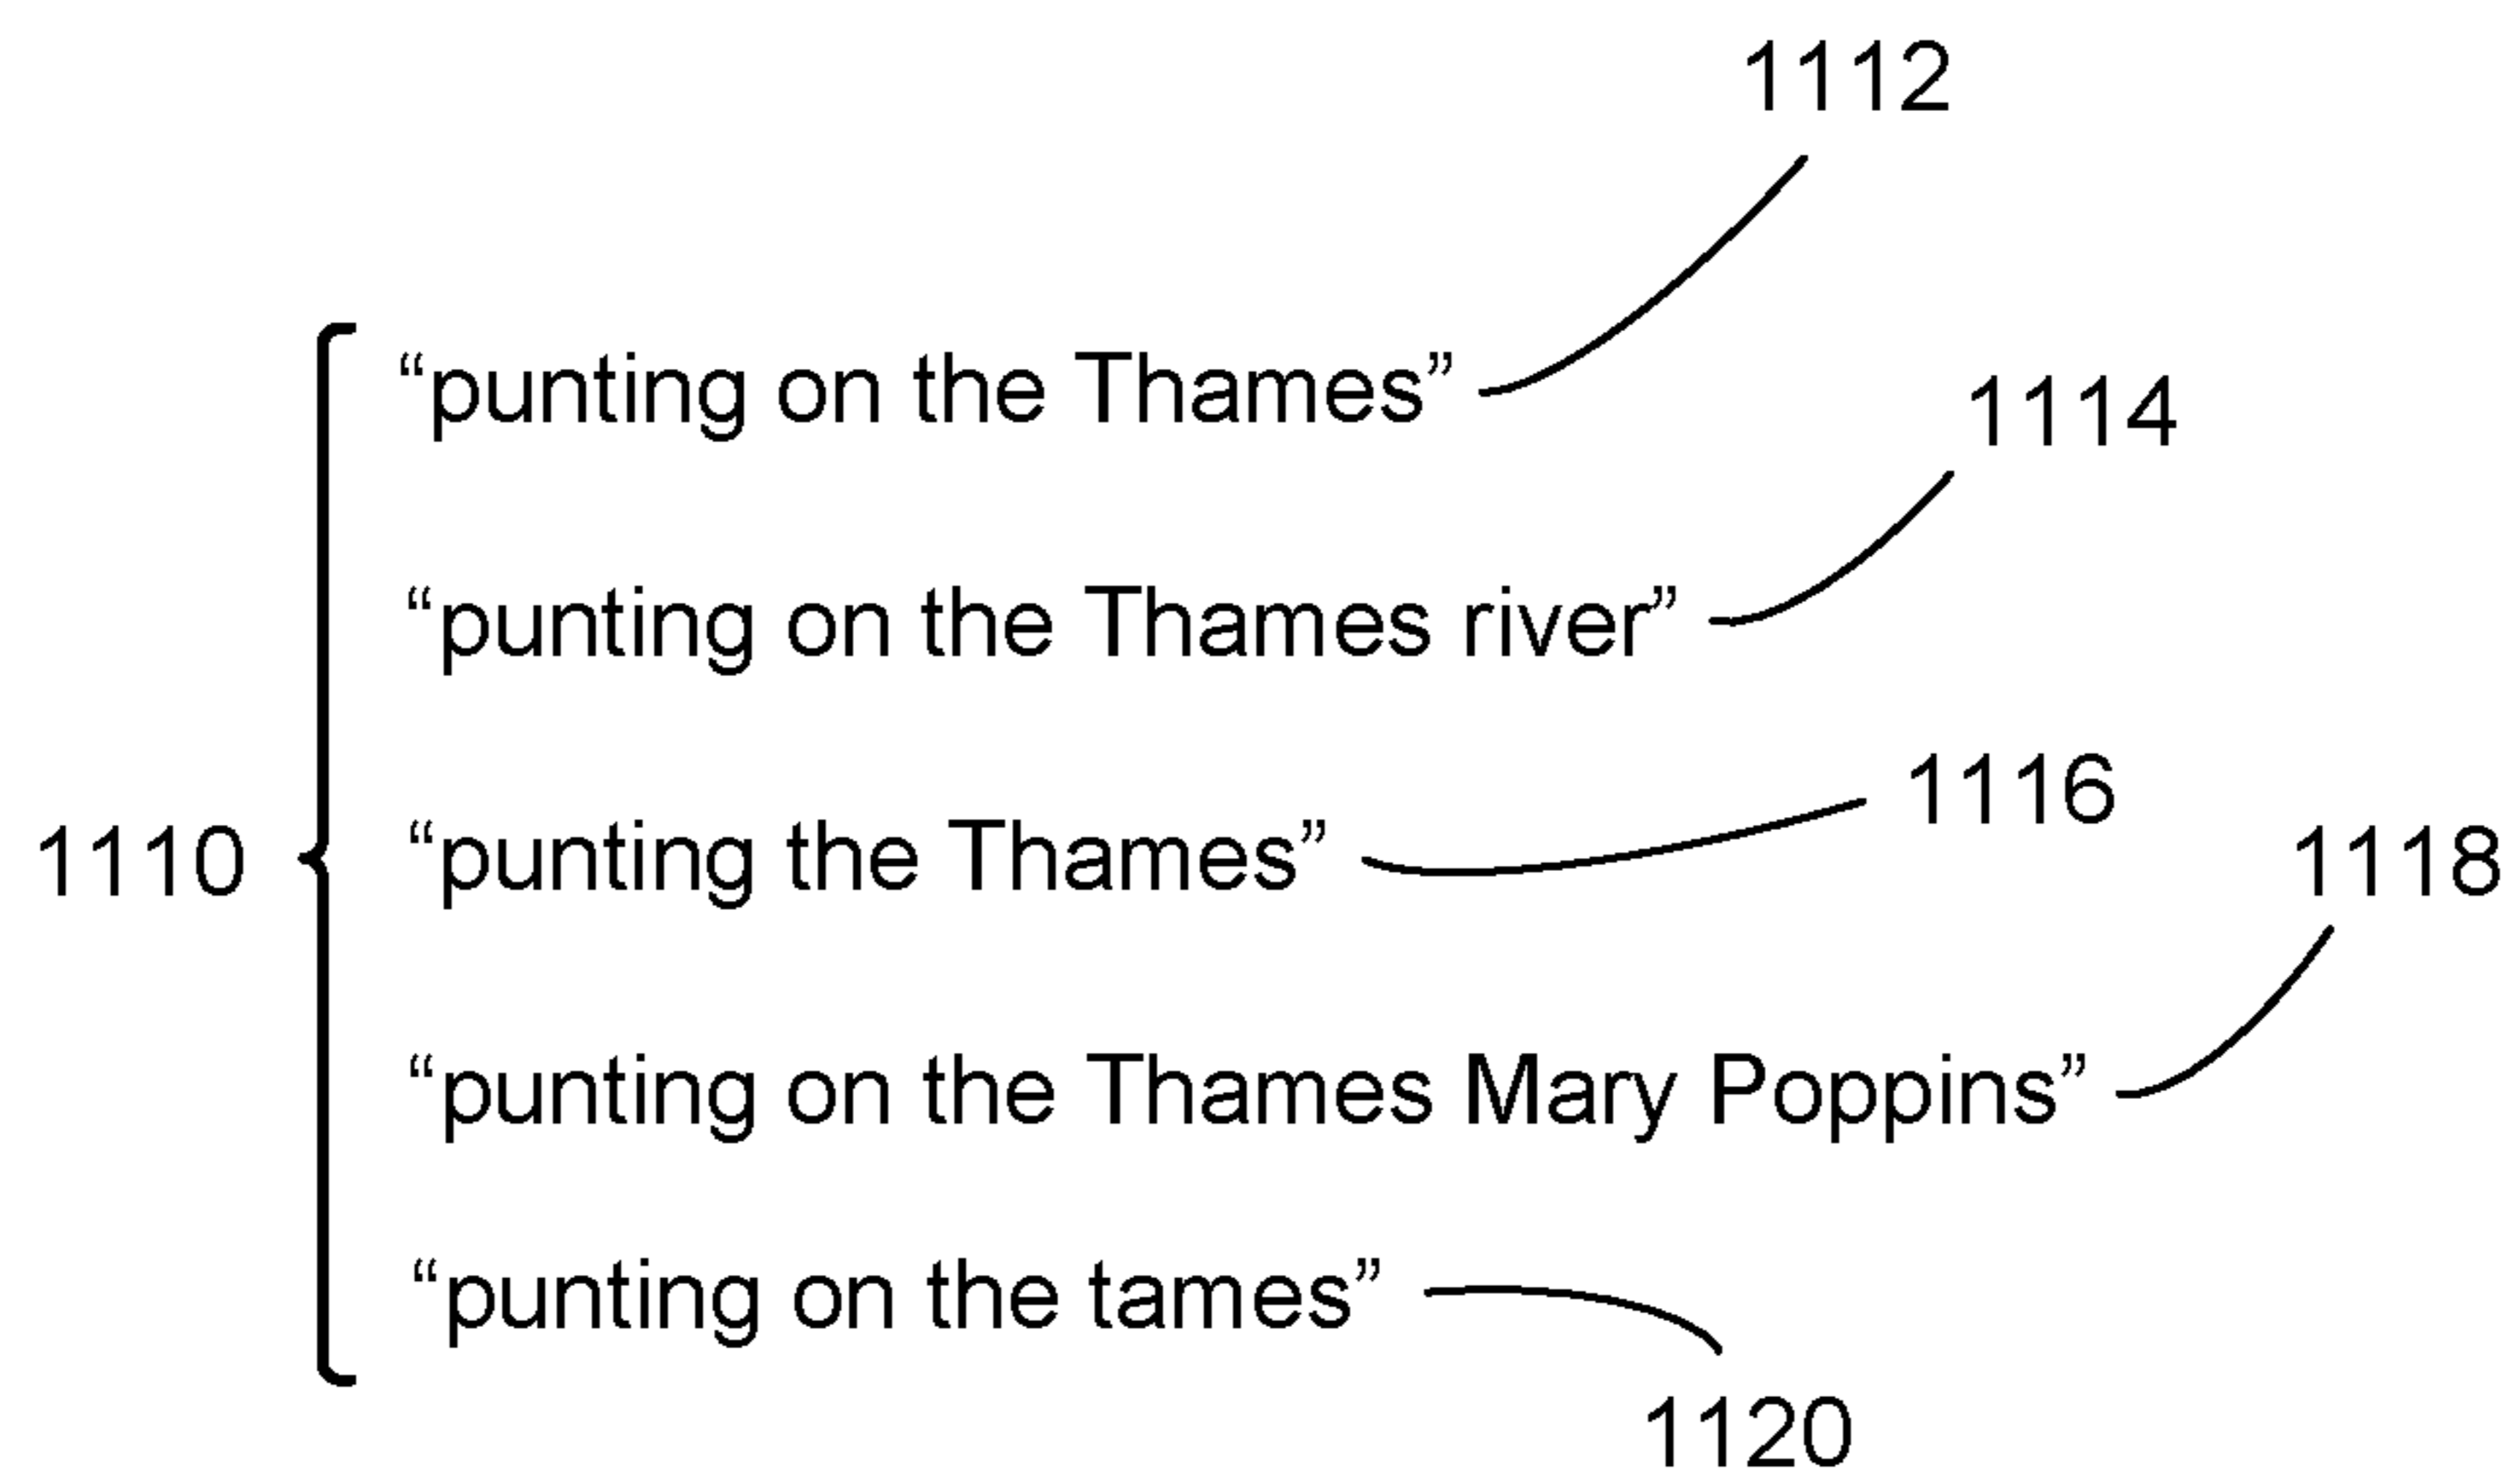 1112
“punting on the Thames”
1114
“punting on the Thames river”
1116
1110 “punting the Thames”
1118
“punting on the Thames Mary Poppins”
“punting on the tames”
1120